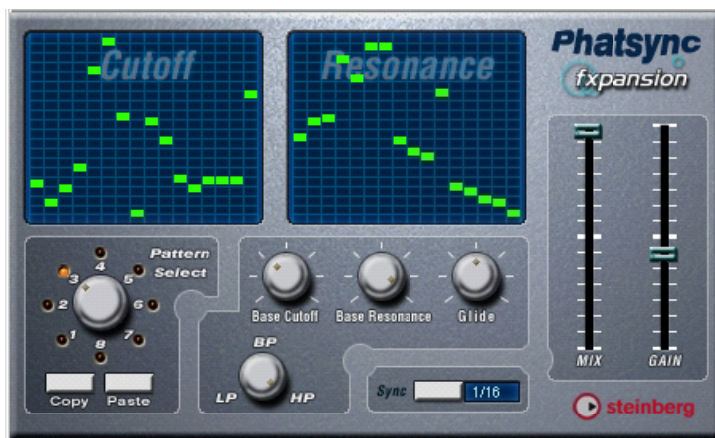 Cutoff
Resonance
Phatsync
fxpansion
Pattern
Select
1
2
3
4
5
6
7
8
Copy
Paste
Base Cutoff
Base Resonance
Glide
LP
BP
HP
Sync
1/16
MIX
GAIN
steinberg